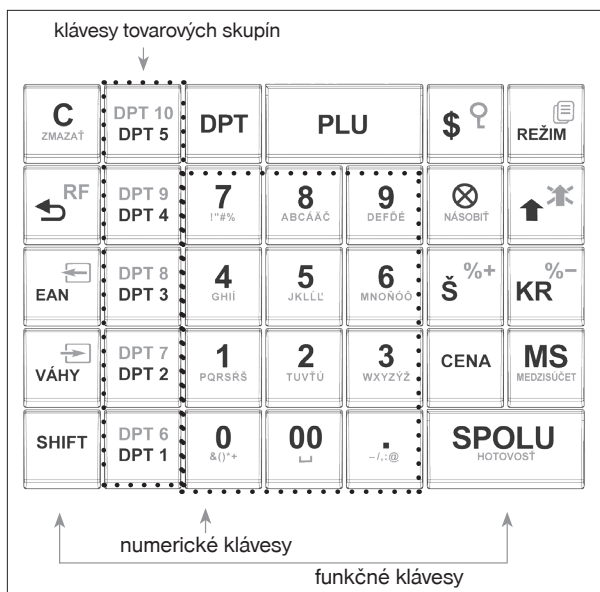 klávesy tovarových skupín
C
ZMAZAŤ
DPT 10
DPT 5
DPT
PLU
$
REŽIM
RF
DPT 9
DPT 4
7
!"#%
8
ABCÁÄČ
9
DEFĎÉ
NÁSOBIŤ
EAN
DPT 8
DPT 3
4
GHIÍ
5
JKLĹĽ
6
MNOŇÓÔ
Š %+
KR %−
VÁHY
DPT 7
DPT 2
1
PQRSŔŠ
2
TUVŤÚ
3
WXYZÝŽ
CENA
MS
MEDZISÚČET
SHIFT
DPT 6
DPT 1
0
&()*+
00
.
–/,:@
SPOLU
HOTOVOSŤ
numerické klávesy
funkčné klávesy